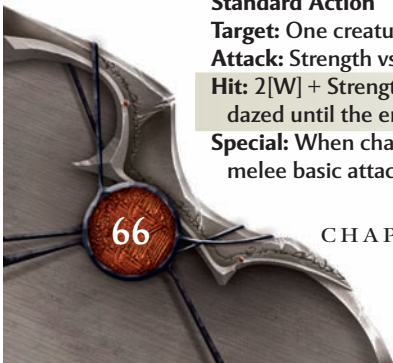 Standard Action
Target: One creatu
Attack: Strength vs
Hit: 2[W] + Strengt
dazed until the e
Special: When cha
melee basic attac
66
CHAP